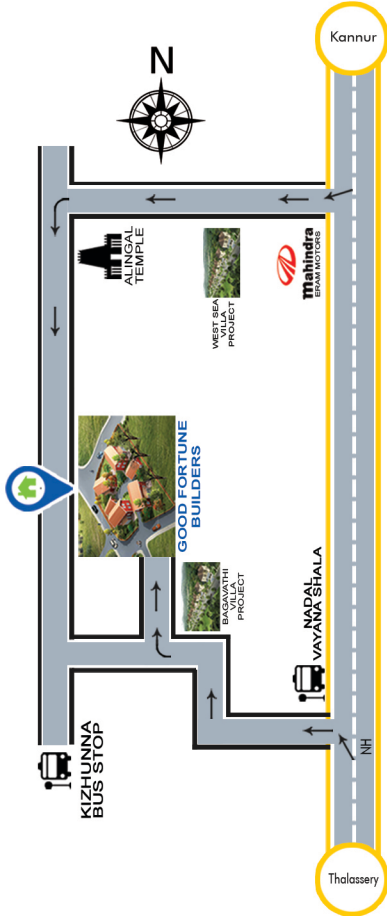 Kannur
N
ALINGAL
TEMPLE
WEST SEA
VILLA
PROJECT
Mahindra
ERAM MOTORS
GOOD FORTUNE
BUILDERS
BAGAVATHI
VILLA
PROJECT
NADAL
VAYANA SHALA
KIZHUNNA
BUS STOP
NH
Thalassery